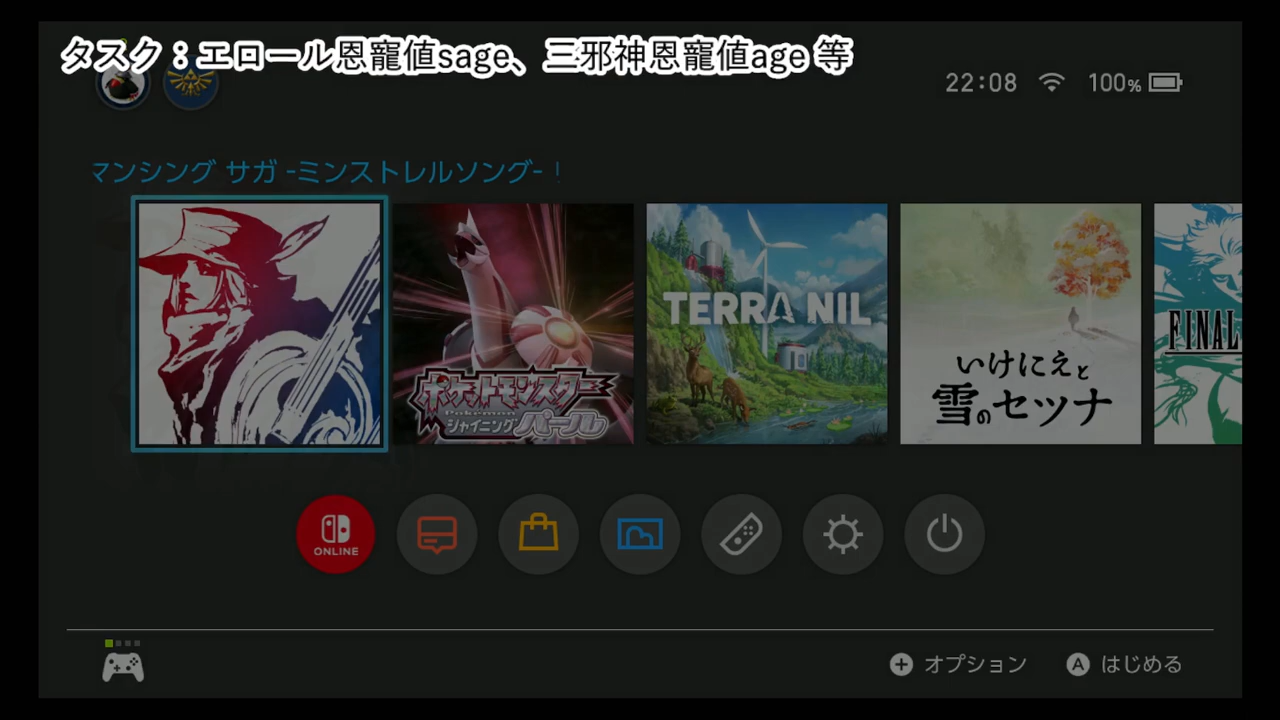 タスク：エロール恩寵値sage、三邪神恩寵値age 等
22:08
100%
マンシング サガ -ミンストレルソング-
ポケットモンスター
Pokémon
シャイニングパール
TERRA NIL
いけにえと
雪のセツナ
FINAL
ONLINE
オプション
A はじめる